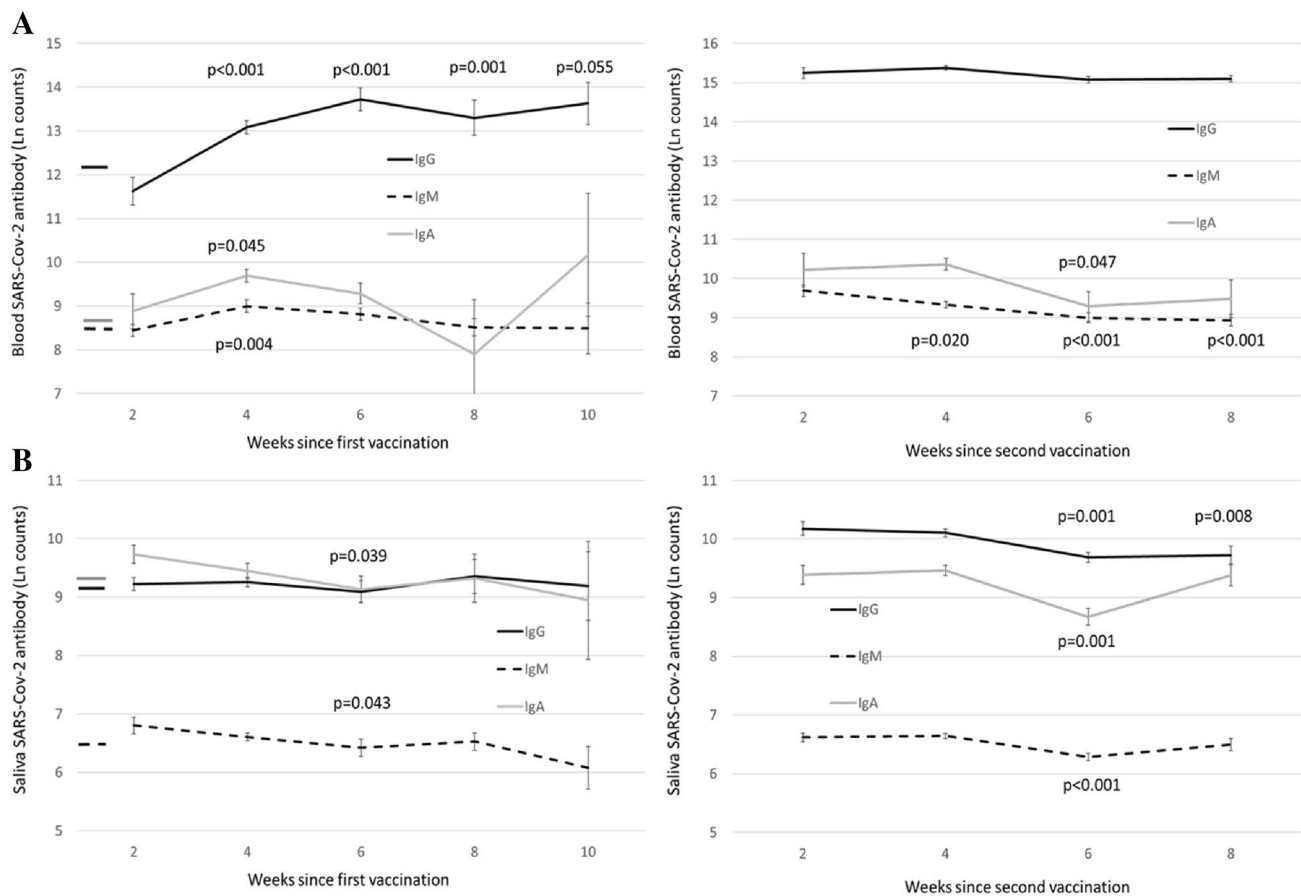 A
Blood SARS-Cov-2 antibody (Ln counts)
15
14
13
12
11
10
9
8
7
p<0.001
p<0.001
p=0.001
p=0.055
IgG
IgM
IgA
p=0.045
p=0.004
2
4
6
8
10
Weeks since first vaccination
Blood SARS-Cov-2 antibody (Ln counts)
16
15
14
13
12
11
10
9
8
7
IgG
IgM
IgA
p=0.047
p=0.020
p<0.001
p<0.001
2
4
6
8
Weeks since second vaccination
B
Saliva SARS-Cov-2 antibody (Ln counts)
11
10
9
8
7
6
5
p=0.039
IgG
IgM
IgA
p=0.043
2
4
6
8
10
Weeks since first vaccination
Saliva SARS-Cov-2 antibody (Ln counts)
11
10
9
8
7
6
5
p=0.001
p=0.008
IgG
IgM
IgA
p=0.001
p<0.001
2
4
6
8
Weeks since second vaccination